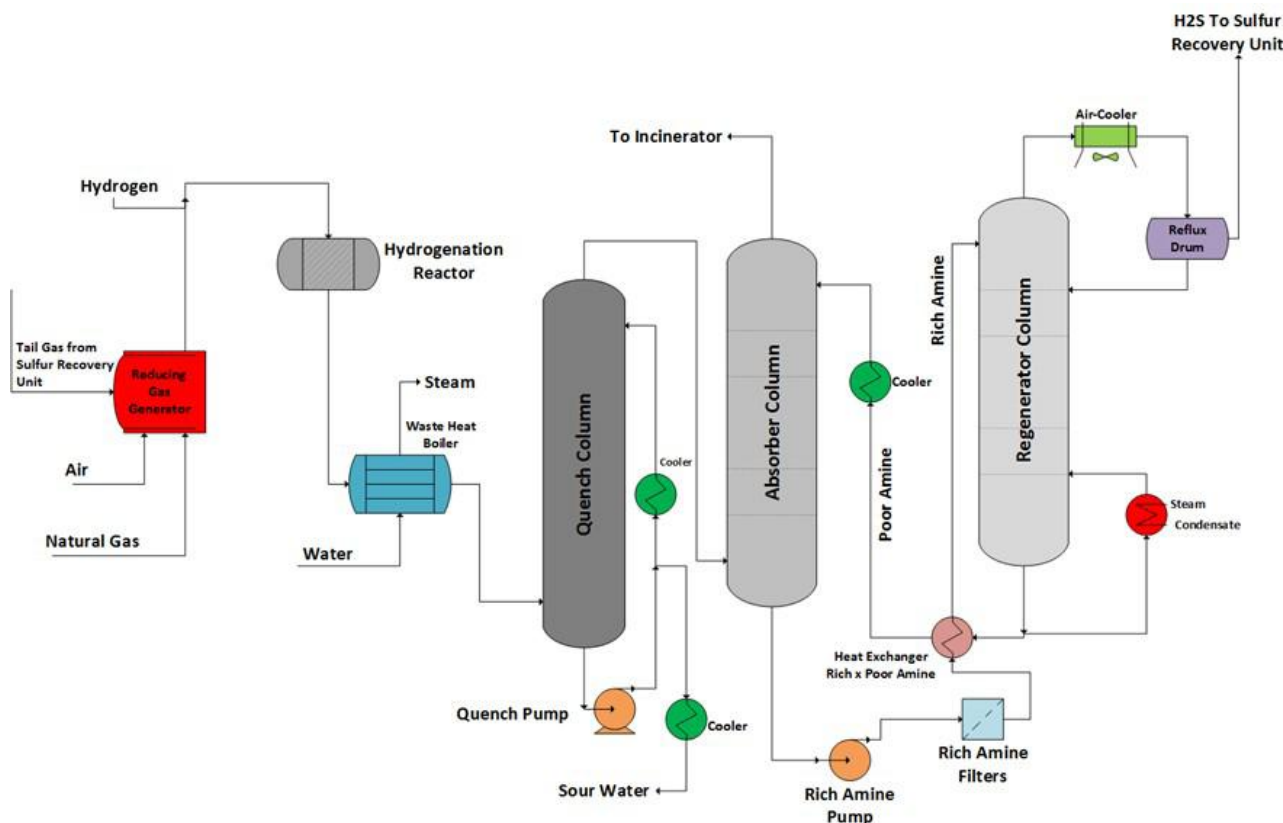 H2S To Sulfur
Recovery Unit
Air-Cooler
To Incinerator
Hydrogen
Reflux
Drum
Hydrogenation
Reactor
Rich Amine
Tail Gas from
Sulfur Recovery
Unit
Reducing
Gas
Generator
Steam
Cooler
Waste Heat
Boiler
Quench Column
Absorber Column
Regenerator Column
Poor Amine
Cooler
Air
Steam
Condensate
Natural Gas
Water
Heat Exchanger
Rich x Poor Amine
Quench Pump
Cooler
Sour Water
Rich Amine
Filters
Rich Amine
Pump